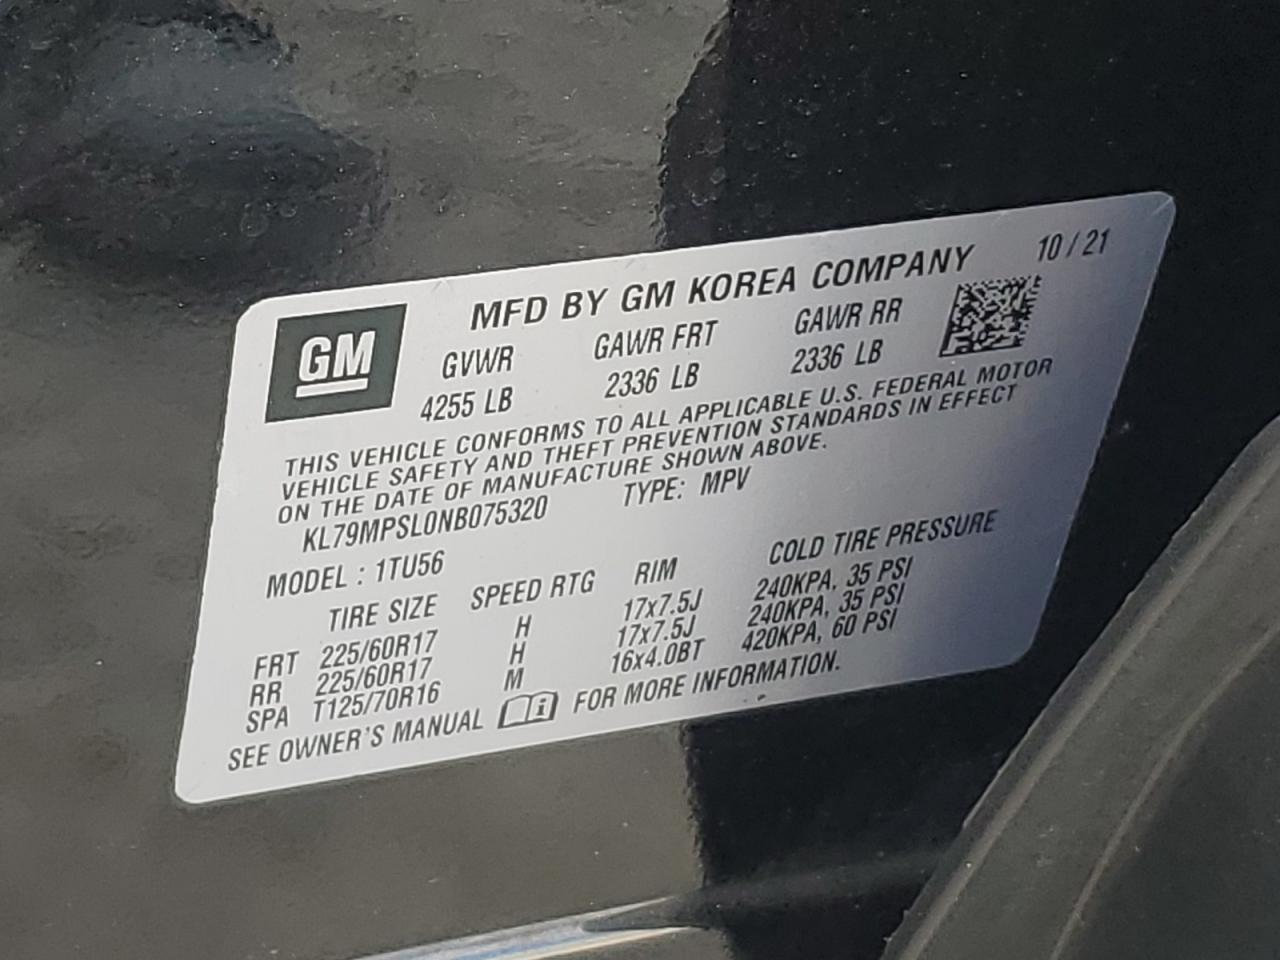 MFD BY GM KOREA COMPANY 10 / 21
GM
GVWR GAWR FRT GAWR RR
4255 LB 2336 LB 2336 LB
THIS VEHICLE CONFORMS TO ALL APPLICABLE U.S. FEDERAL MOTOR
VEHICLE SAFETY AND THEFT PREVENTION STANDARDS IN EFFECT
ON THE DATE OF MANUFACTURE SHOWN ABOVE.
KL79MPSL0NB075320 TYPE: MPV
MODEL : 1TU56
TIRE SIZE SPEED RTG RIM COLD TIRE PRESSURE
FRT 225/60R17 H 17x7.5J 240KPA, 35 PSI
RR 225/60R17 H 17x7.5J 240KPA, 35 PSI
SPA T125/70R16 M 16x4.0BT 420KPA, 60 PSI
SEE OWNER'S MANUAL i FOR MORE INFORMATION.